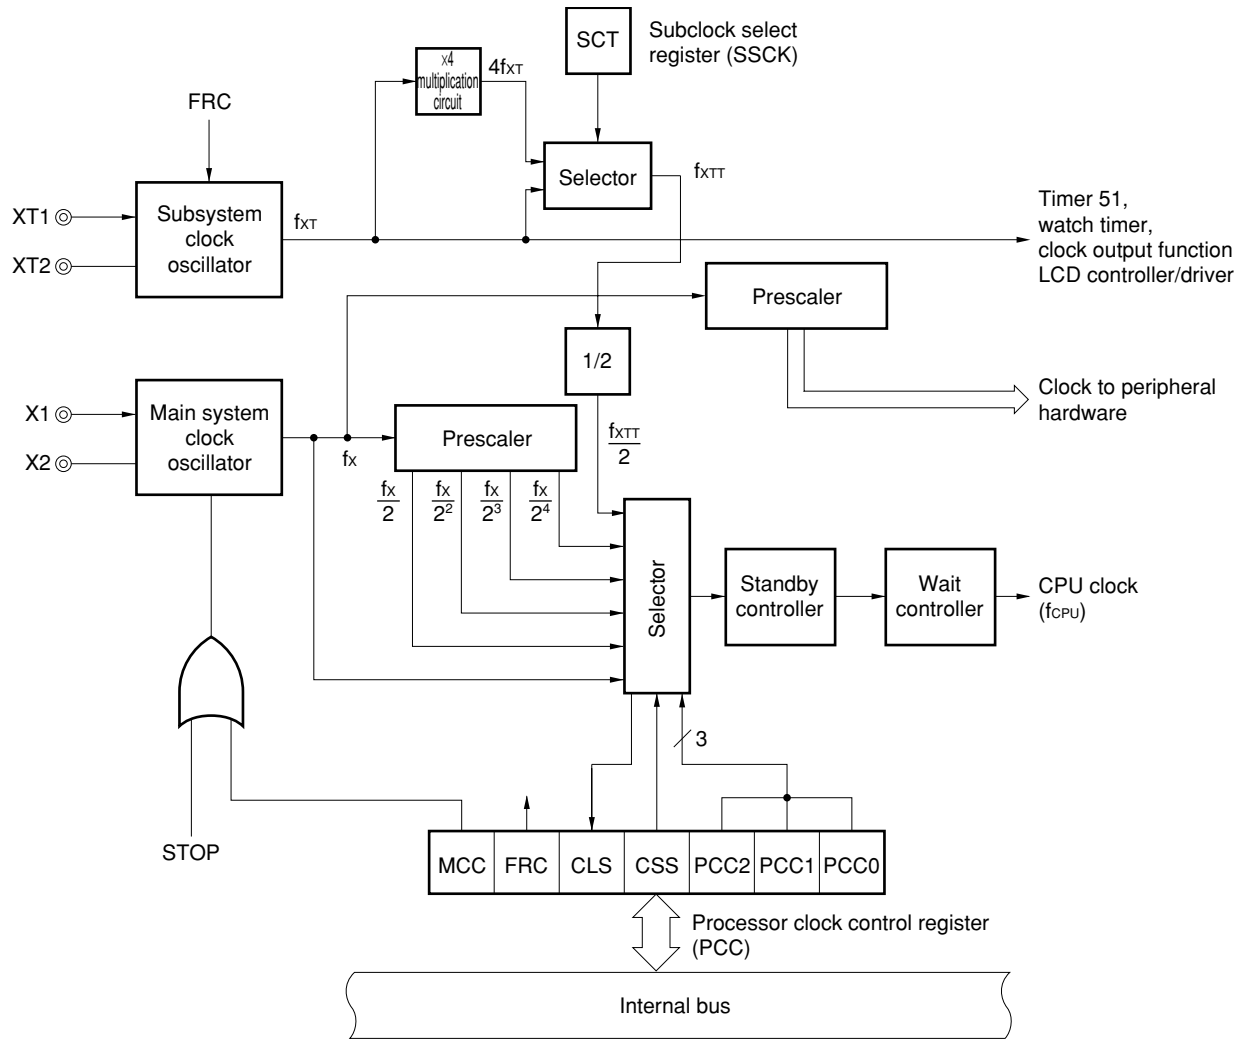 SCT
Subclock select
register (SSCK)
×4
multiplication
circuit
4fXT
FRC
Selector
fXTT
XT1
XT2
Subsystem
clock
oscillator
fXT
Timer 51,
watch timer,
clock output function
LCD controller/driver
Prescaler
1/2
Clock to peripheral
hardware
X1
X2
Main system
clock
oscillator
fX
Prescaler
fXTT
2
fX
2
fX
2²
fX
2³
fX
2⁴
Selector
Standby
controller
Wait
controller
CPU clock
(fCPU)
3
STOP
MCC FRC CLS CSS PCC2 PCC1 PCC0
Processor clock control register
(PCC)
Internal bus